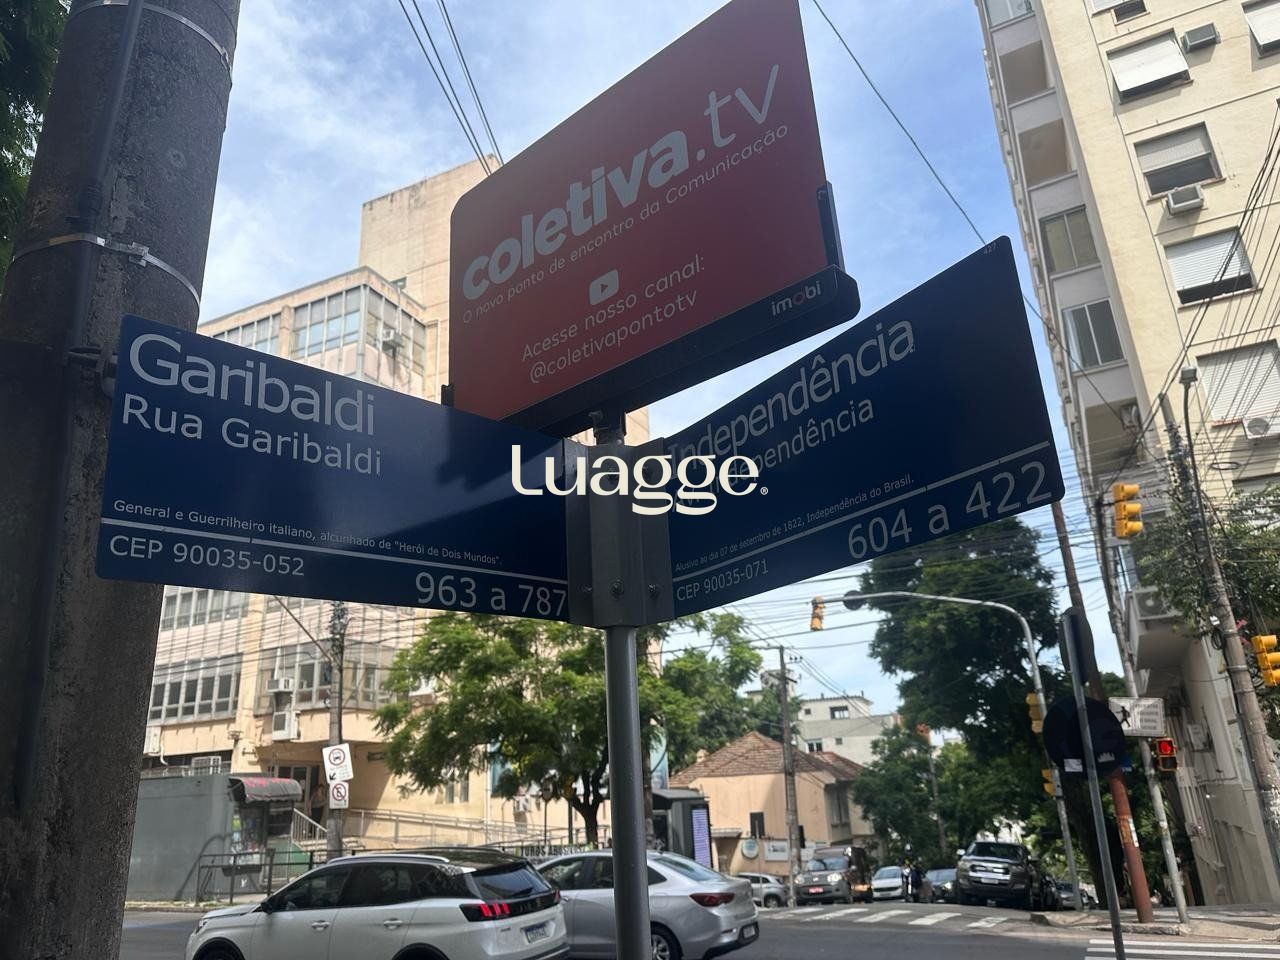 coletiva.tv
O novo ponto de encontro da Comunicação
Acesse nosso canal:
@coletivapontotv
imobi
Garibaldi
Rua Garibaldi
General e Guerrilheiro italiano, alcunhado de "Herói de Dois Mundos".
CEP 90035-052
963 a 787
427
Independência
Independência
Alusivo ao dia 07 de setembro de 1822, Independência do Brasil.
CEP 90035-071
604 a 422
Luagge®